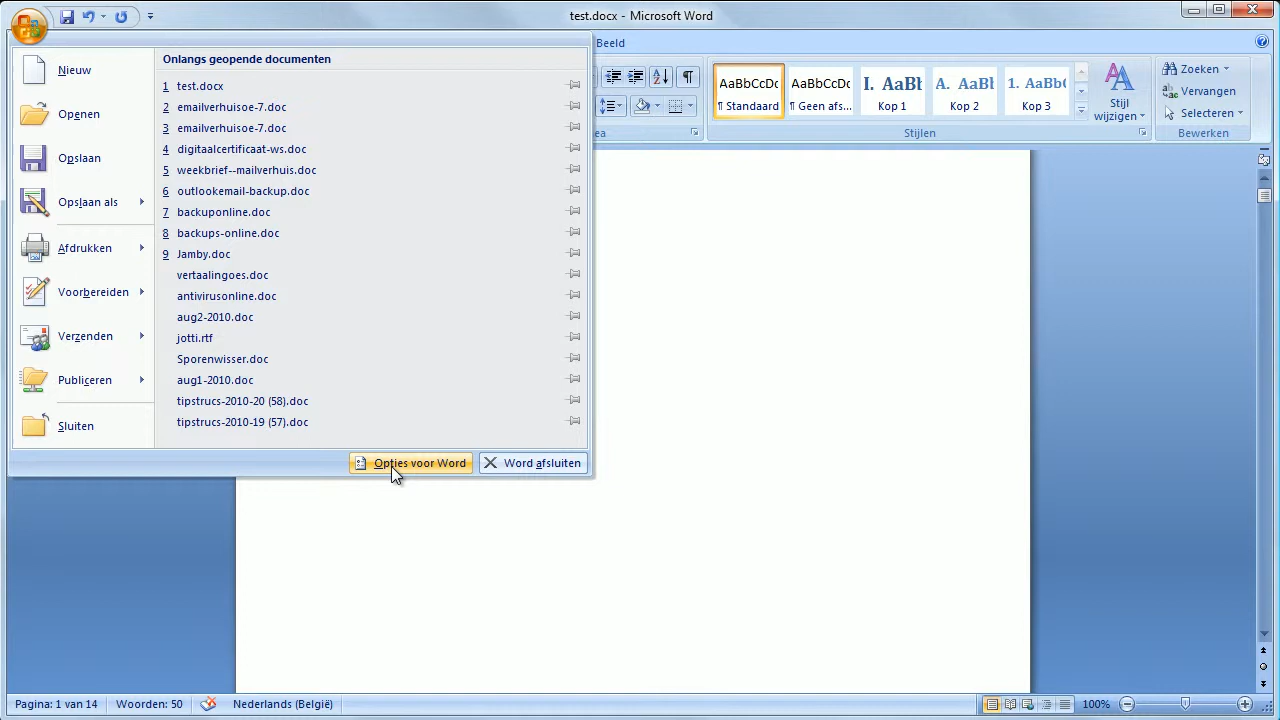 test.docx - Microsoft Word
Beeld
Nieuw
Openen
Opslaan
Opslaan als
Afdrukken
Voorbereiden
Verzenden
Publiceren
Sluiten
Onlangs geopende documenten
1 test.docx
2 emailverhuisoe-7.doc
3 emailverhuisoe-7.doc
4 digitaalcertificaat-ws.doc
5 weekbrief--mailverhuis.doc
6 outlookemail-backup.doc
7 backuponline.doc
8 backups-online.doc
9 Jamby.doc
vertaalingoes.doc
antivirusonline.doc
aug2-2010.doc
jotti.rtf
Sporenwisser.doc
aug1-2010.doc
tipstrucs-2010-20 (58).doc
tipstrucs-2010-19 (57).doc
Opties voor Word
Word afsluiten
AaBbCcDc
¶ Standaard
AaBbCcDc
¶ Geen afs...
I. AaBl
Kop 1
A. AaBb
Kop 2
1. AaBbC
Kop 3
Stijl
wijzigen
Stijlen
Zoeken
Vervangen
Selecteren
Bewerken
Pagina: 1 van 14
Woorden: 50
Nederlands (België)
100%